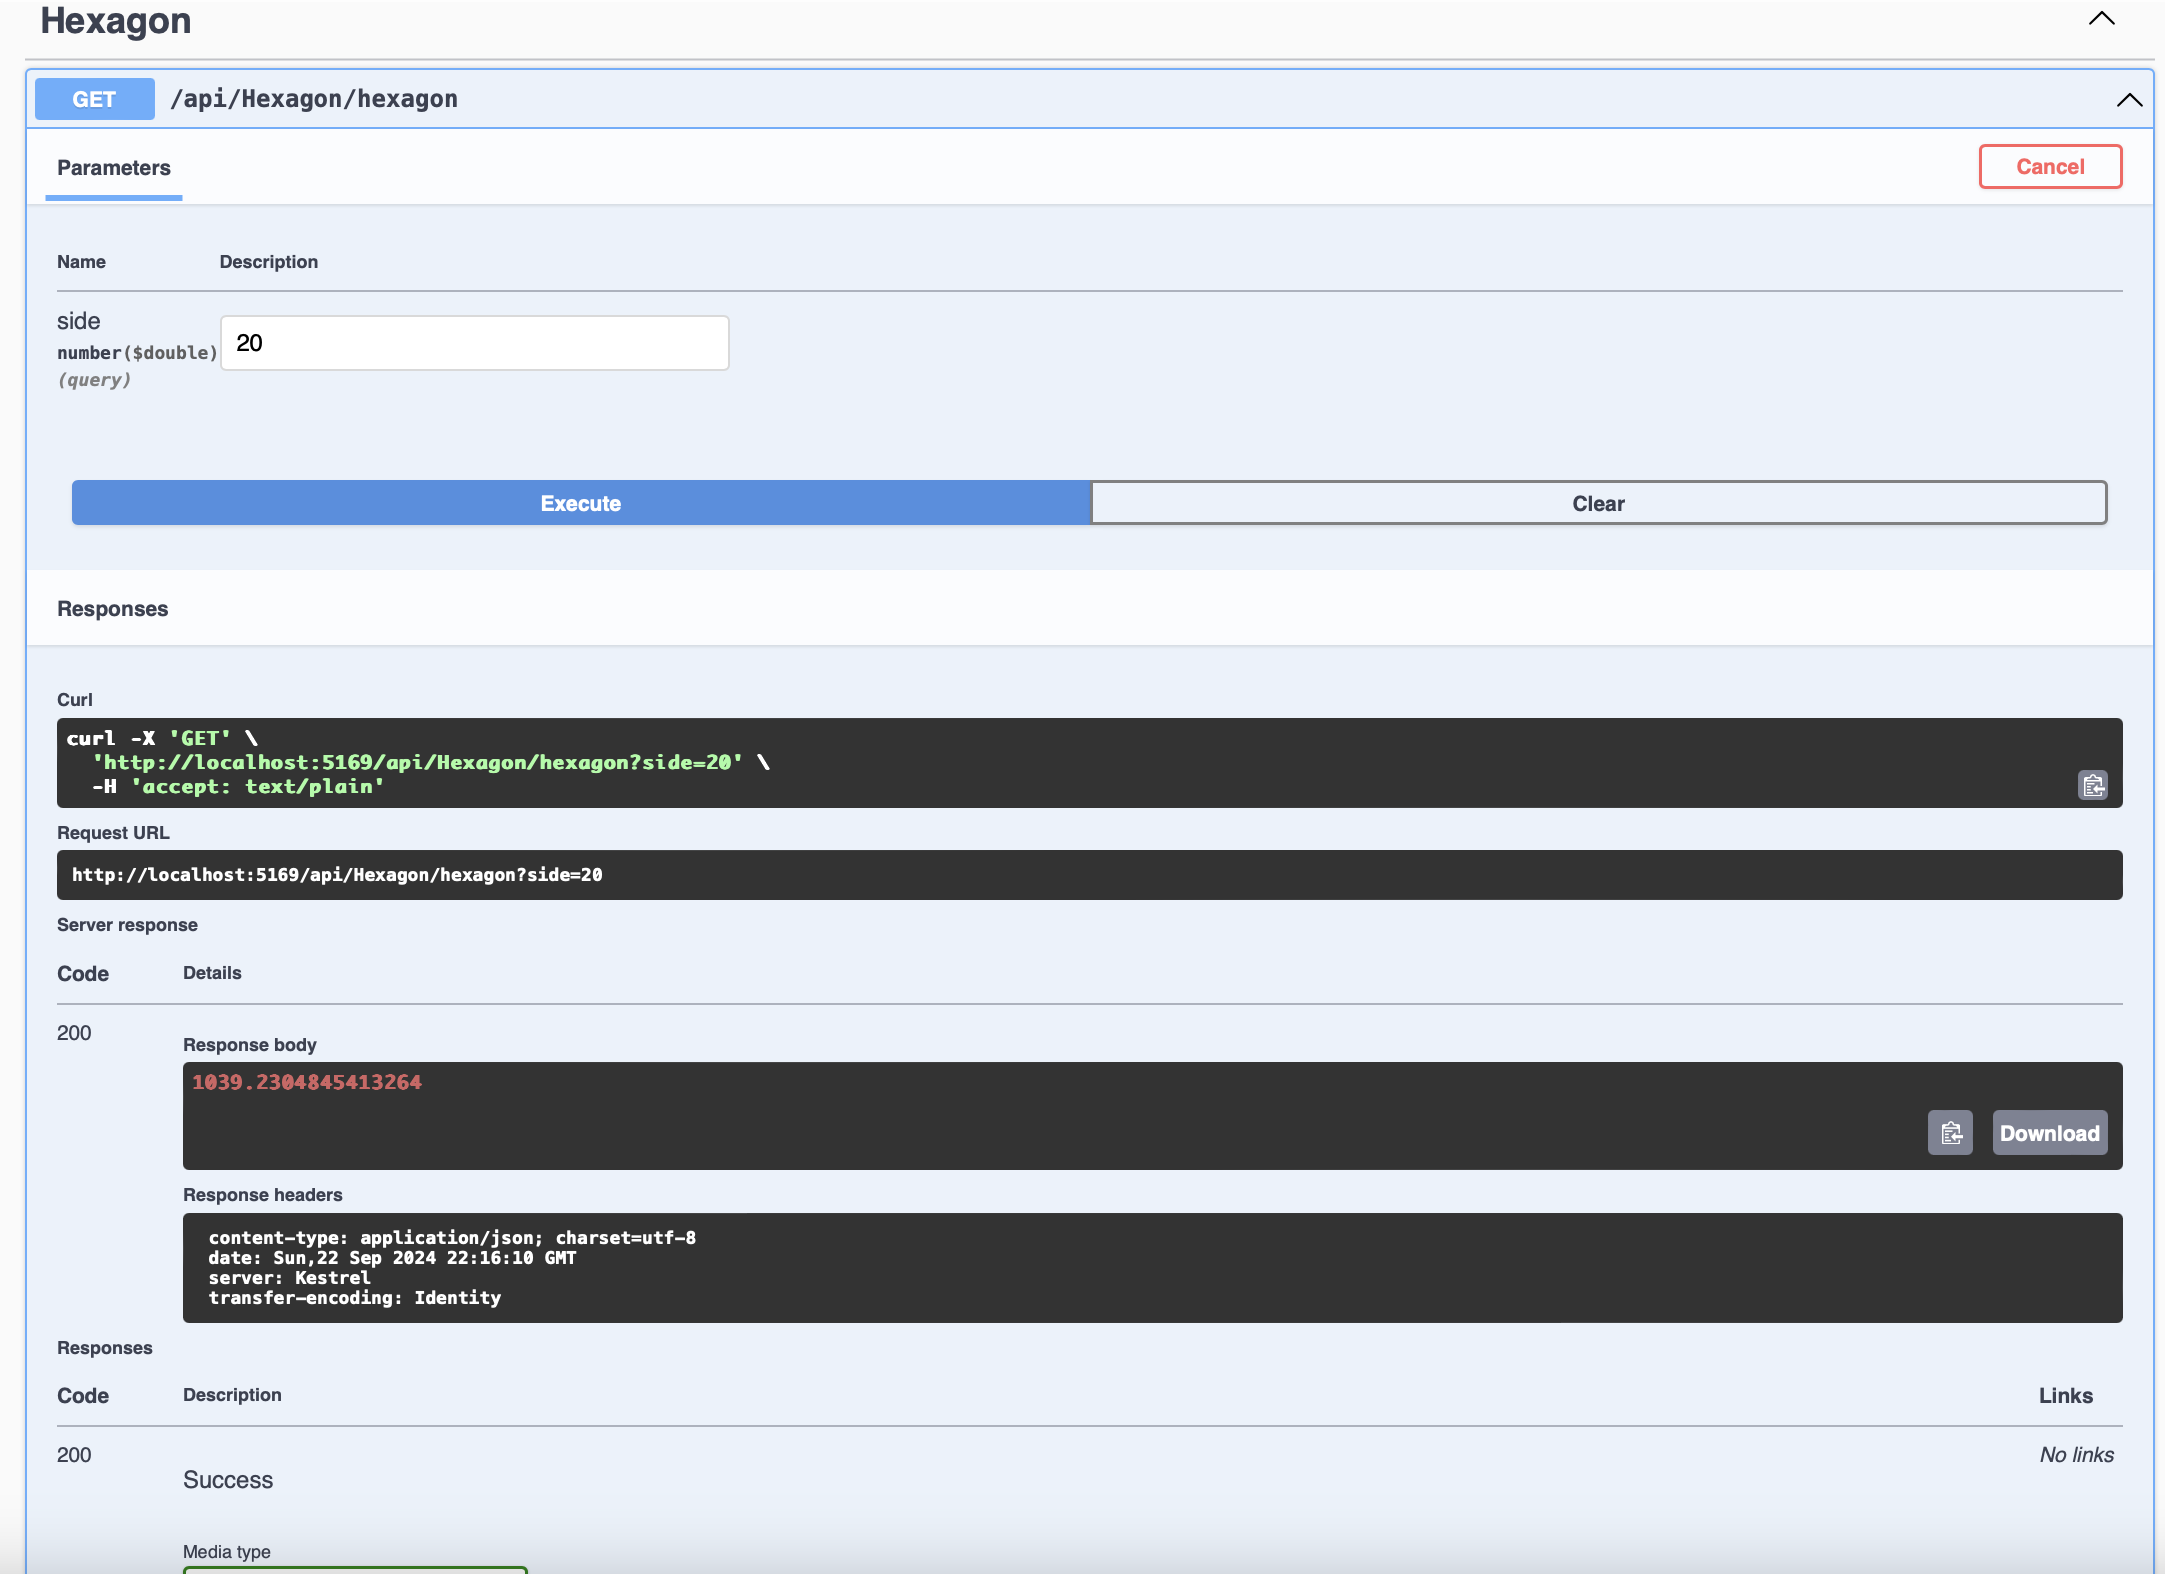 Hexagon
GET /api/Hexagon/hexagon
Parameters
Cancel
Name Description
side
number($double)
(query)
20
Execute
Clear
Responses
Curl
curl -X 'GET' \
'http://localhost:5169/api/Hexagon/hexagon?side=20' \
-H 'accept: text/plain'
Request URL
http://localhost:5169/api/Hexagon/hexagon?side=20
Server response
Code Details
200
Response body
1039.2304845413264
Download
Response headers
content-type: application/json; charset=utf-8
date: Sun,22 Sep 2024 22:16:10 GMT
server: Kestrel
transfer-encoding: Identity
Responses
Code Description Links
200
No links
Success
Media type